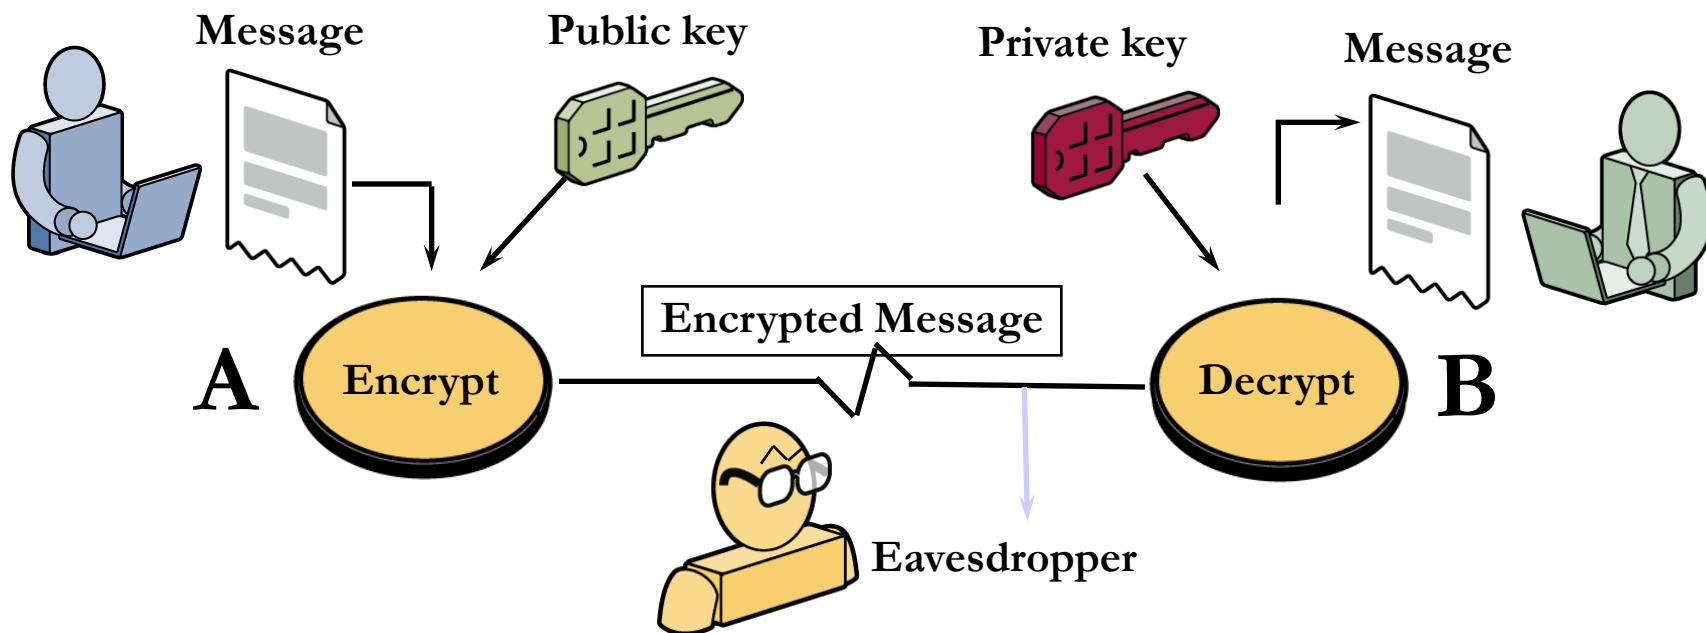 Message
Public key
Private key
Message
Encrypted Message
A
Encrypt
Decrypt
B
Eavesdropper